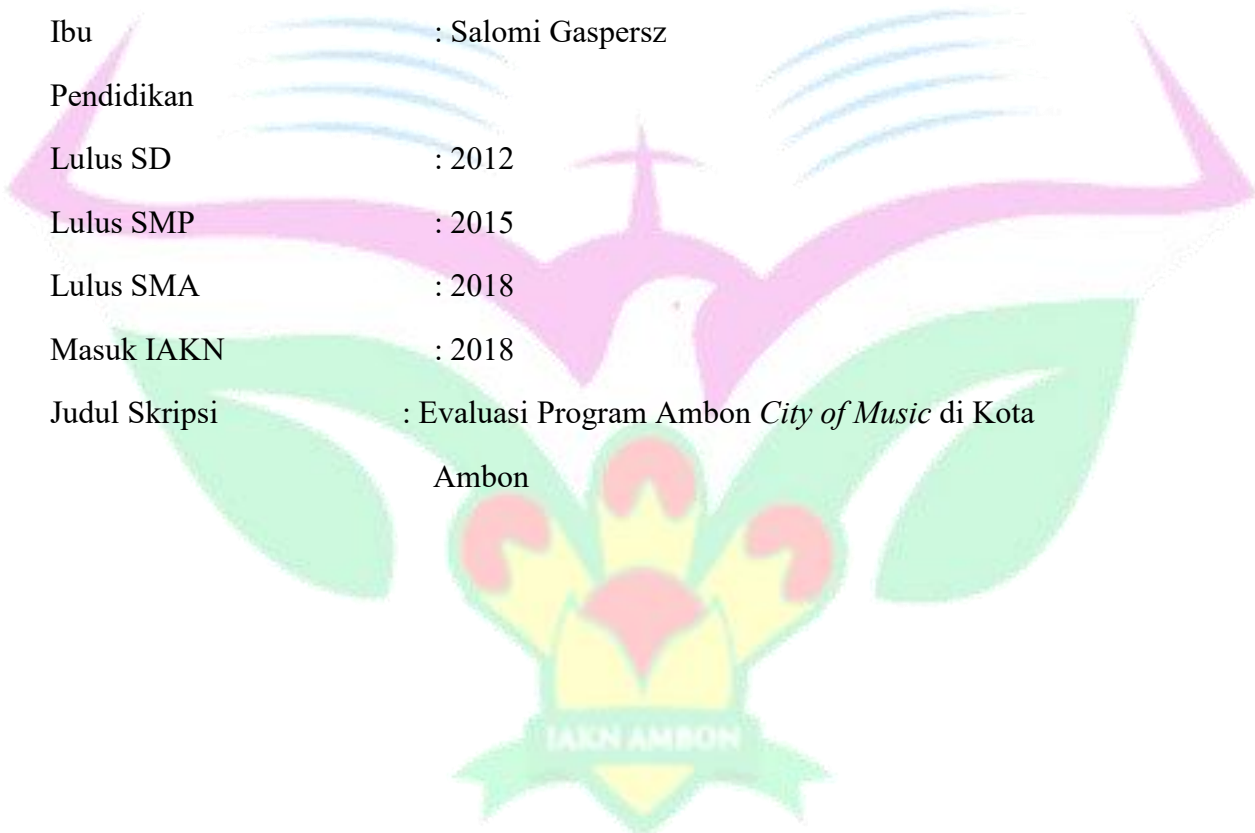 Ibu : Salomi Gaspersz
Pendidikan
Lulus SD : 2012
Lulus SMP : 2015
Lulus SMA : 2018
Masuk IAKN : 2018
Judul Skripsi : Evaluasi Program Ambon City of Music di Kota
Ambon
IAKN AMBON